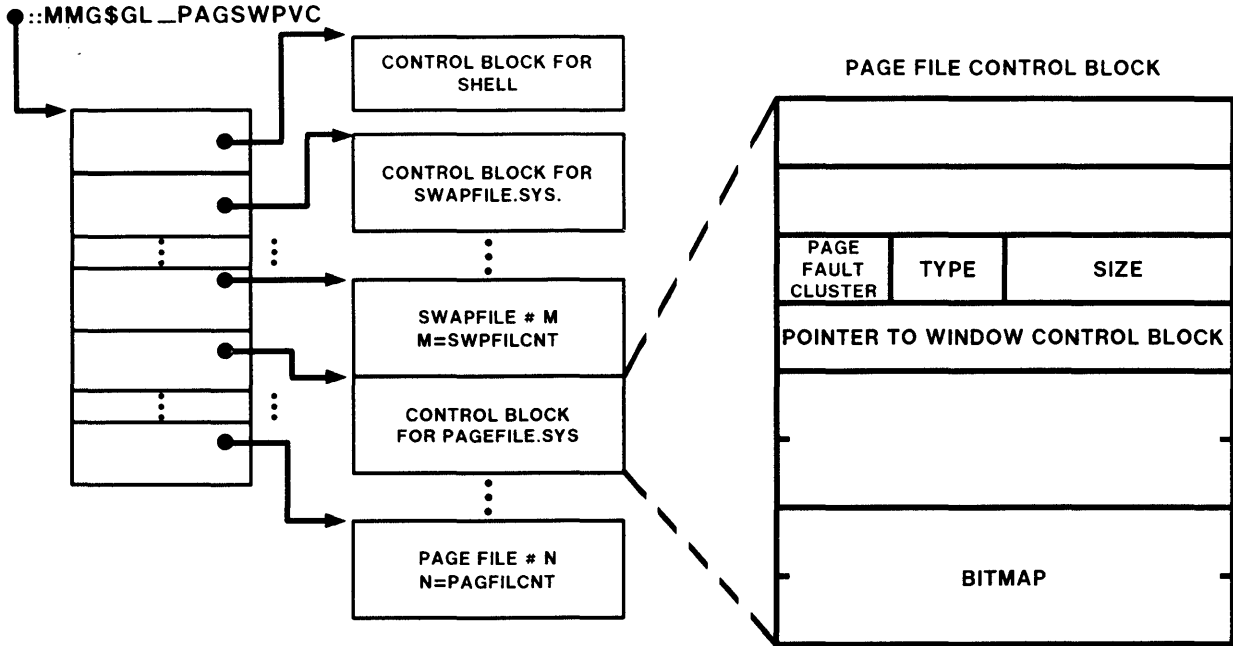 ::MMG$GL_PAGSWPVC
CONTROL BLOCK FOR
SHELL
CONTROL BLOCK FOR
SWAPFILE.SYS.
SWAPFILE # M
M=SWPFILCNT
CONTROL BLOCK
FOR PAGEFILE.SYS
PAGE FILE # N
N=PAGFILCNT
PAGE FILE CONTROL BLOCK
PAGE
FAULT
CLUSTER
TYPE
SIZE
POINTER TO WINDOW CONTROL BLOCK
BITMAP